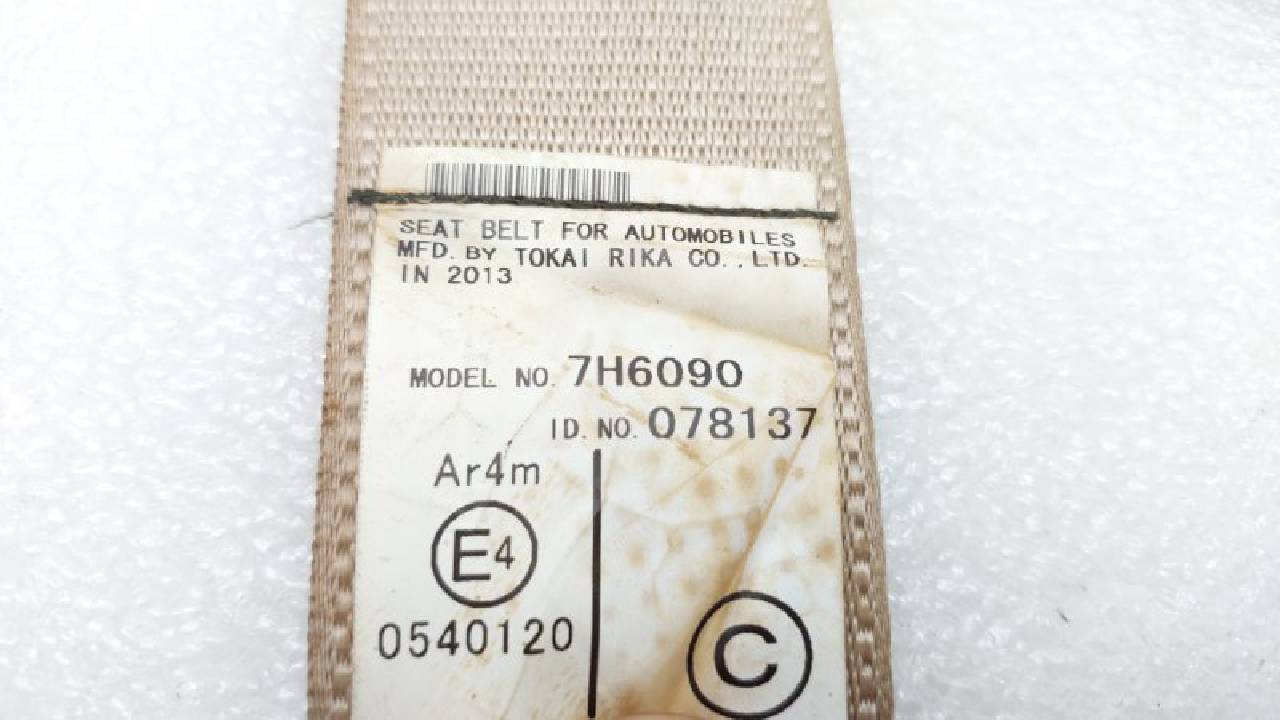 SEAT BELT FOR AUTOMOBILES
MFD. BY TOKAI RIKA CO., LTD.
IN 2013
MODEL NO. 7H6090
ID. NO. 078137
Ar4m
E4
0540120
C